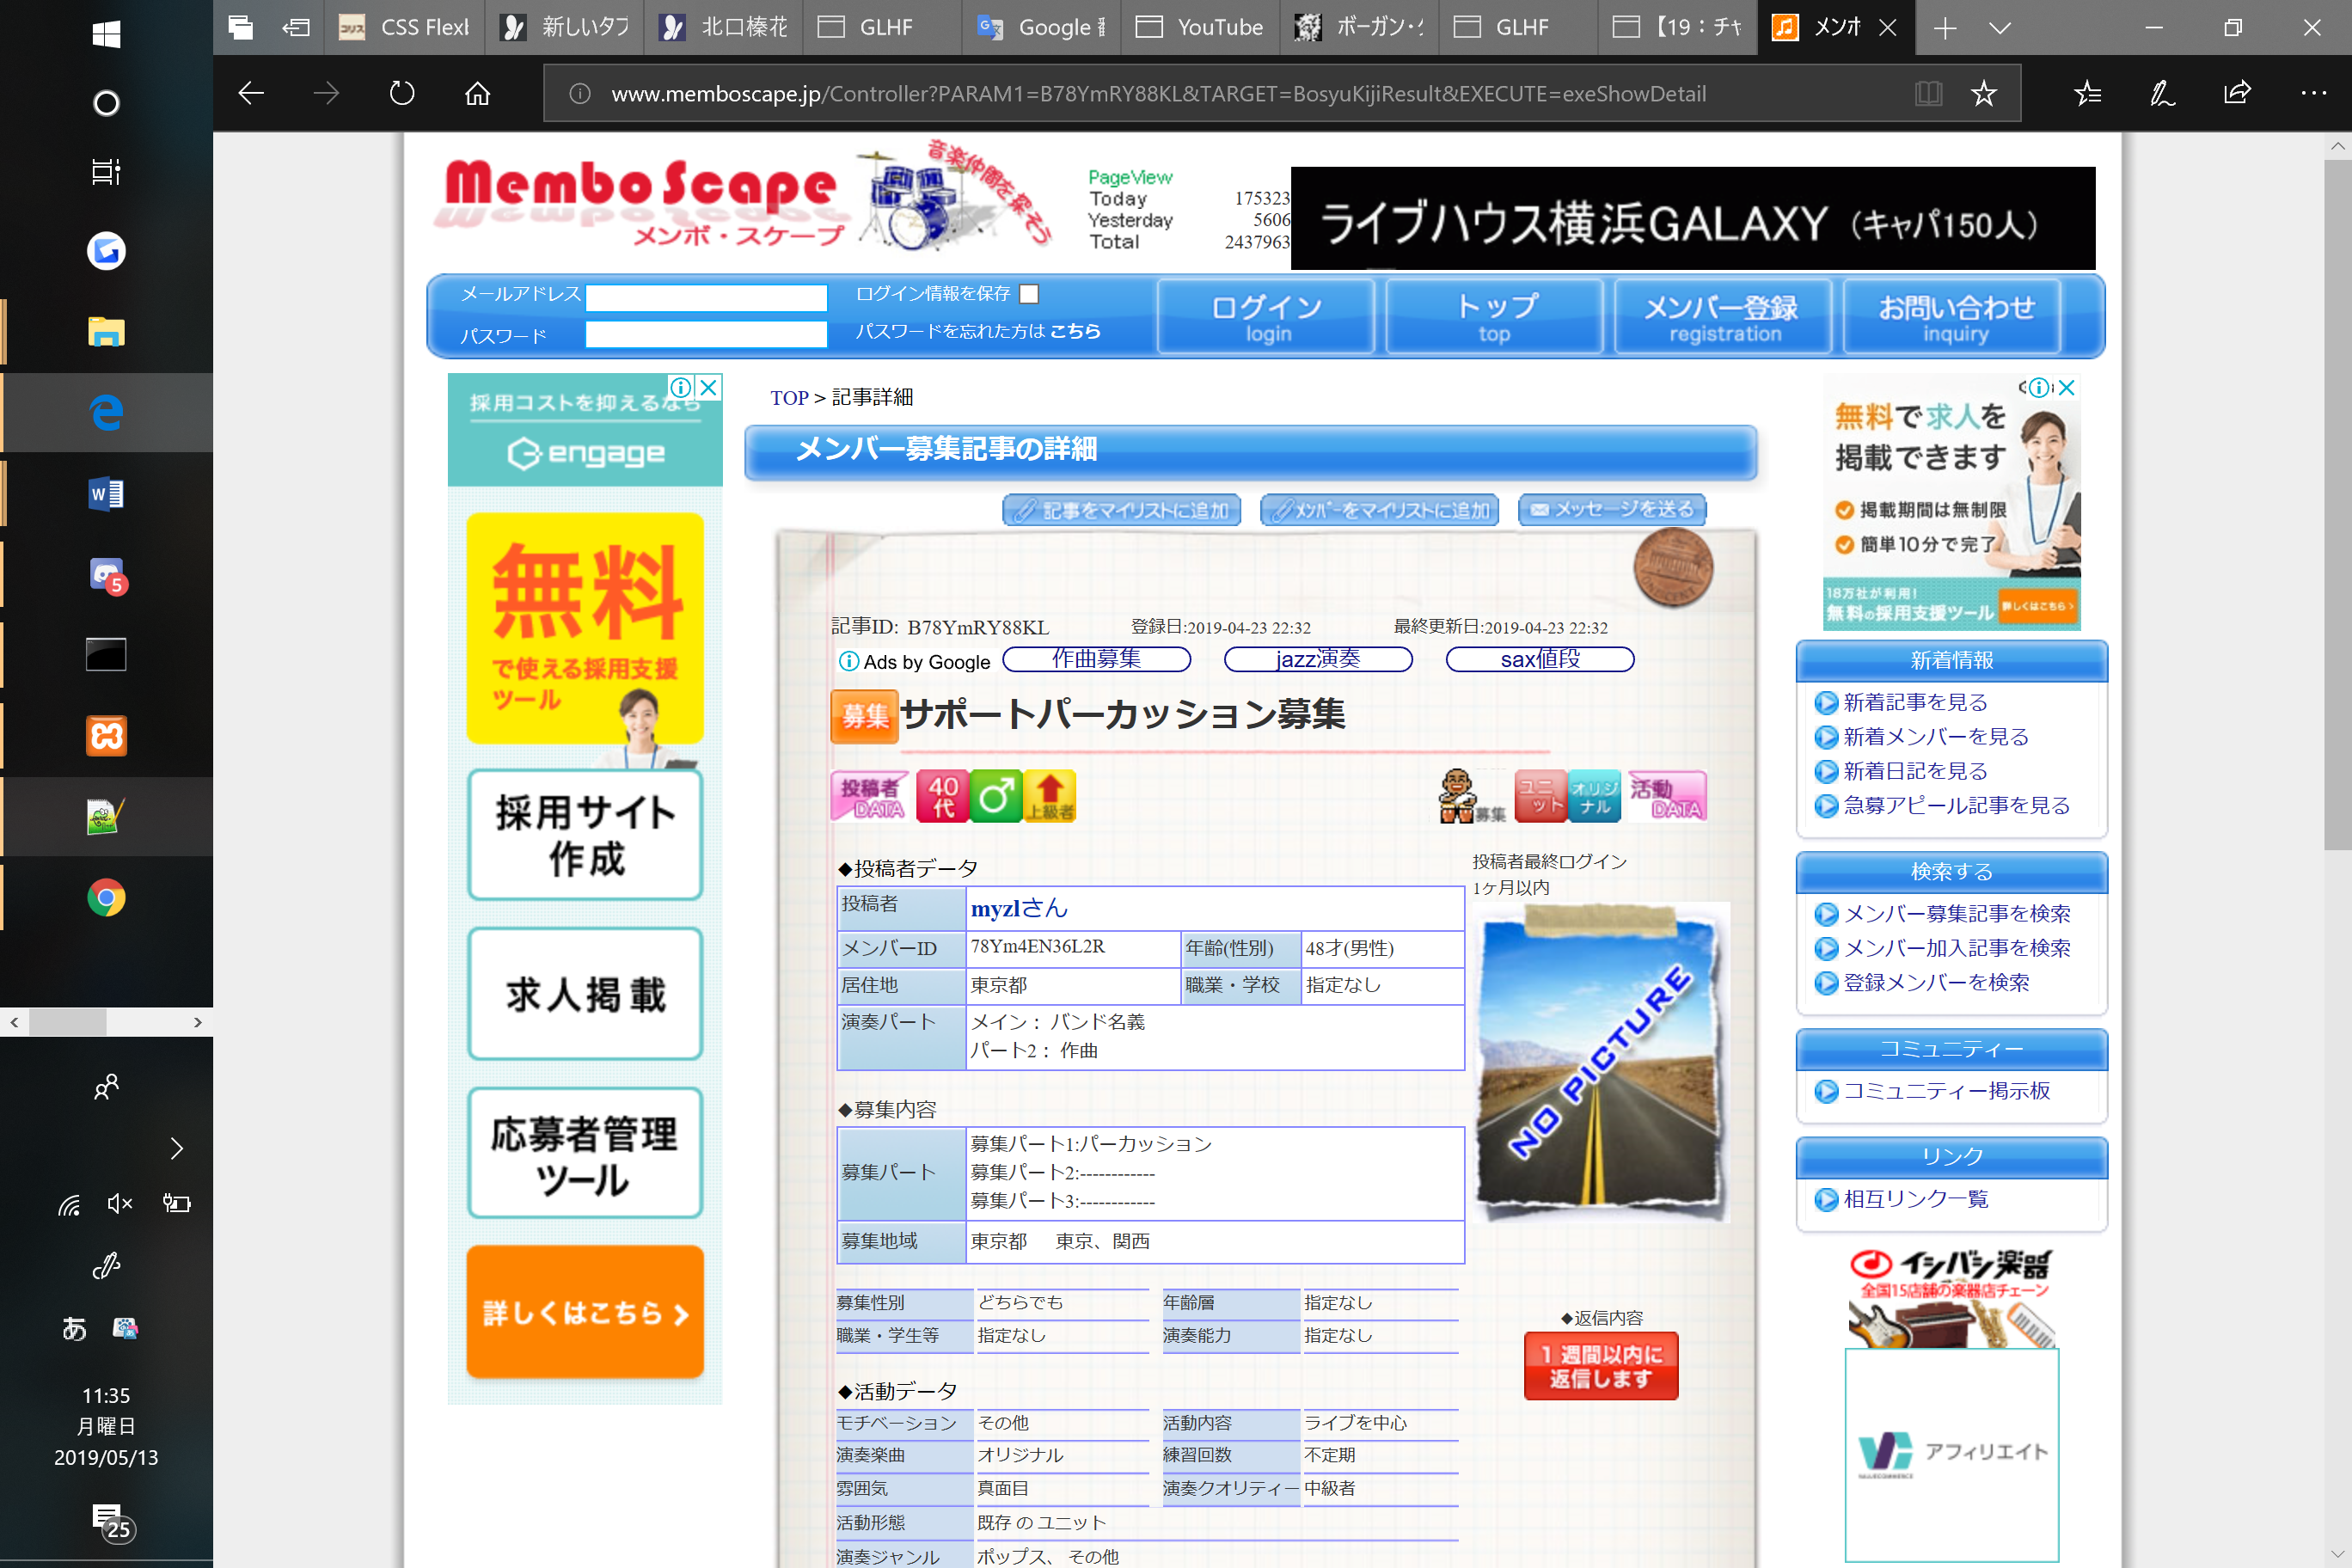 CSS Flexb
新しいタブ
北口榛花
GLHF
Google 翻
YouTube
ボーガン・グ
GLHF
【19：チャ
メンボ
www.memboscape.jp/Controller?PARAM1=B78YmRY88KL&TARGET=BosyuKijiResult&EXECUTE=exeShowDetail
Membo Scape
メンボ・スケープ
音楽仲間を探そう
PageView
Today 175323
Yesterday 5606
Total 2437963
ライブハウス横浜GALAXY（キャパ150人）
メールアドレス
ログイン情報を保存
パスワード
パスワードを忘れた方は こちら
ログイン
login
トップ
top
メンバー登録
registration
お問い合わせ
inquiry
採用コストを抑えるなら
engage
無料
で使える採用支援
ツール
採用サイト
作成
求人掲載
応募者管理
ツール
詳しくはこちら
TOP > 記事詳細
メンバー募集記事の詳細
記事をマイリストに追加
ﾒﾝﾊﾞｰをマイリストに追加
メッセージを送る
記事ID: B78YmRY88KL 登録日:2019-04-23 22:32 最終更新日:2019-04-23 22:32
Ads by Google 作曲募集 jazz演奏 sax値段
募集 サポートパーカッション募集
投稿者
DATA
40代
上級者
募集
ユニット
オリジナル
活動
DATA
◆投稿者データ
投稿者 myzlさん
メンバーID 78Ym4EN36L2R 年齢(性別) 48才(男性)
居住地 東京都 職業・学校 指定なし
演奏パート メイン： バンド名義
パート2： 作曲
投稿者最終ログイン
1ヶ月以内
NO PICTURE
◆募集内容
募集パート 募集パート1:パーカッション
募集パート2:------------
募集パート3:------------
募集地域 東京都 東京、関西
募集性別 どちらでも 年齢層 指定なし
職業・学生等 指定なし 演奏能力 指定なし
◆返信内容
1 週間以内に
返信します
◆活動データ
モチベーション その他 活動内容 ライブを中心
演奏楽曲 オリジナル 練習回数 不定期
雰囲気 真面目 演奏クオリティー 中級者
活動形態 既存 の ユニット
演奏ジャンル ポップス、 その他
無料で求人を
掲載できます
掲載期間は無制限
簡単10分で完了
18万社が利用!
無料の採用支援ツール
詳しくはこちら
新着情報
新着記事を見る
新着メンバーを見る
新着日記を見る
急募アピール記事を見る
検索する
メンバー募集記事を検索
メンバー加入記事を検索
登録メンバーを検索
コミュニティー
コミュニティー掲示板
リンク
相互リンク一覧
イシバシ楽器
全国15店舗の楽器店チェーン
アフィリエイト
5
あ
11:35
月曜日
2019/05/13
25